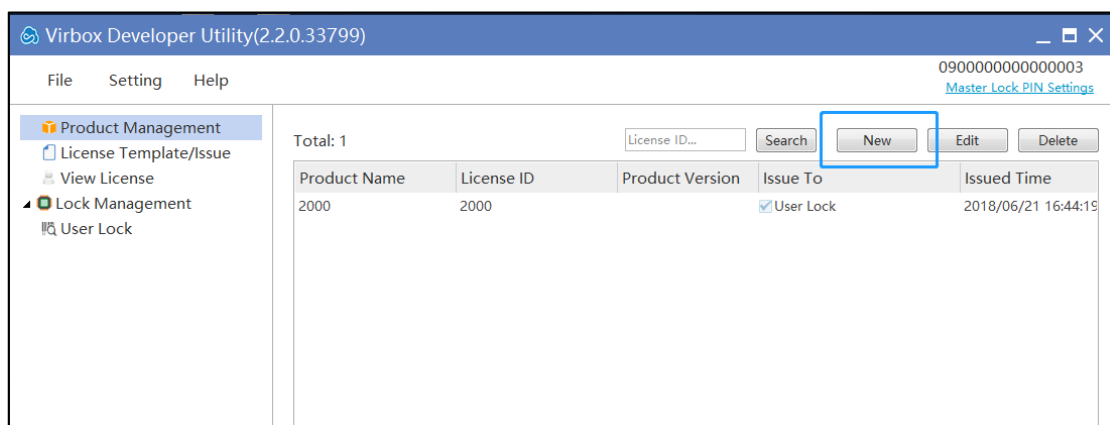 Virbox Developer Utility(2.2.0.33799)
File Setting Help
0900000000000003
Master Lock PIN Settings
Product Management
License Template/Issue
View License
Lock Management
User Lock
Total: 1 License ID... Search New Edit Delete
Product Name License ID Product Version Issue To Issued Time
2000 2000 User Lock 2018/06/21 16:44:19